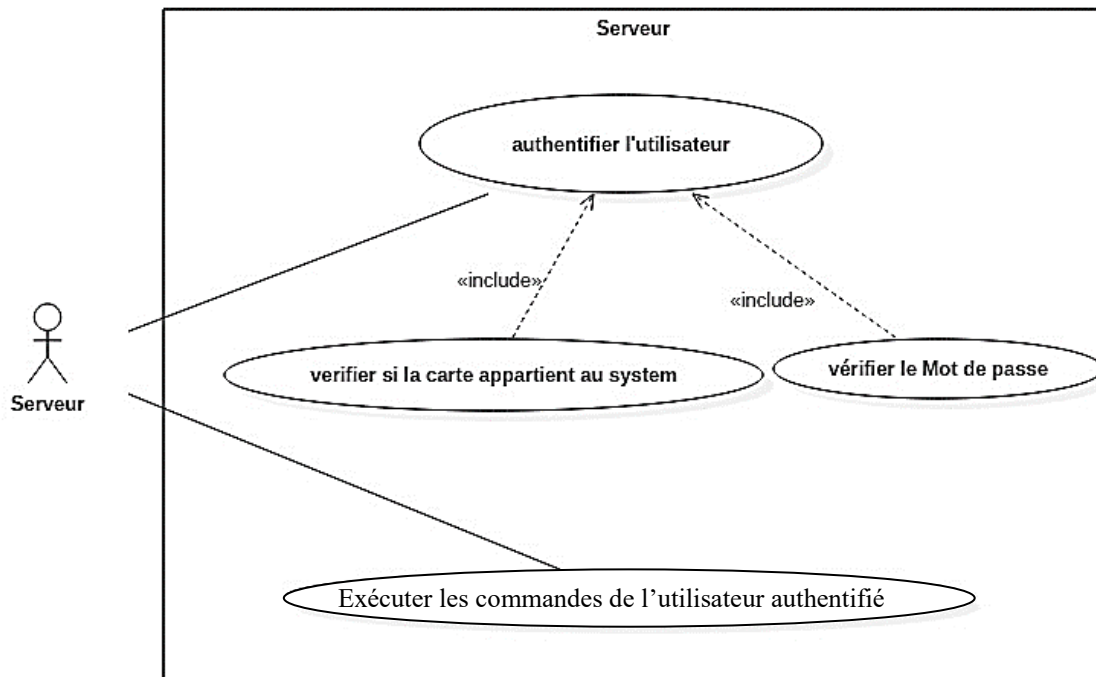 Serveur
authentifier l'utilisateur
«include»
«include»
verifier si la carte appartient au system
vérifier le Mot de passe
Serveur
Exécuter les commandes de l’utilisateur authentifié